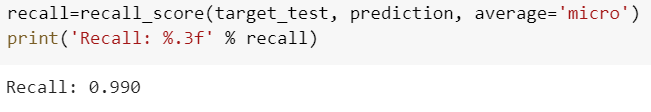 recall=recall_score(target_test, prediction, average='micro')
print('Recall: %.3f' % recall)
Recall: 0.990